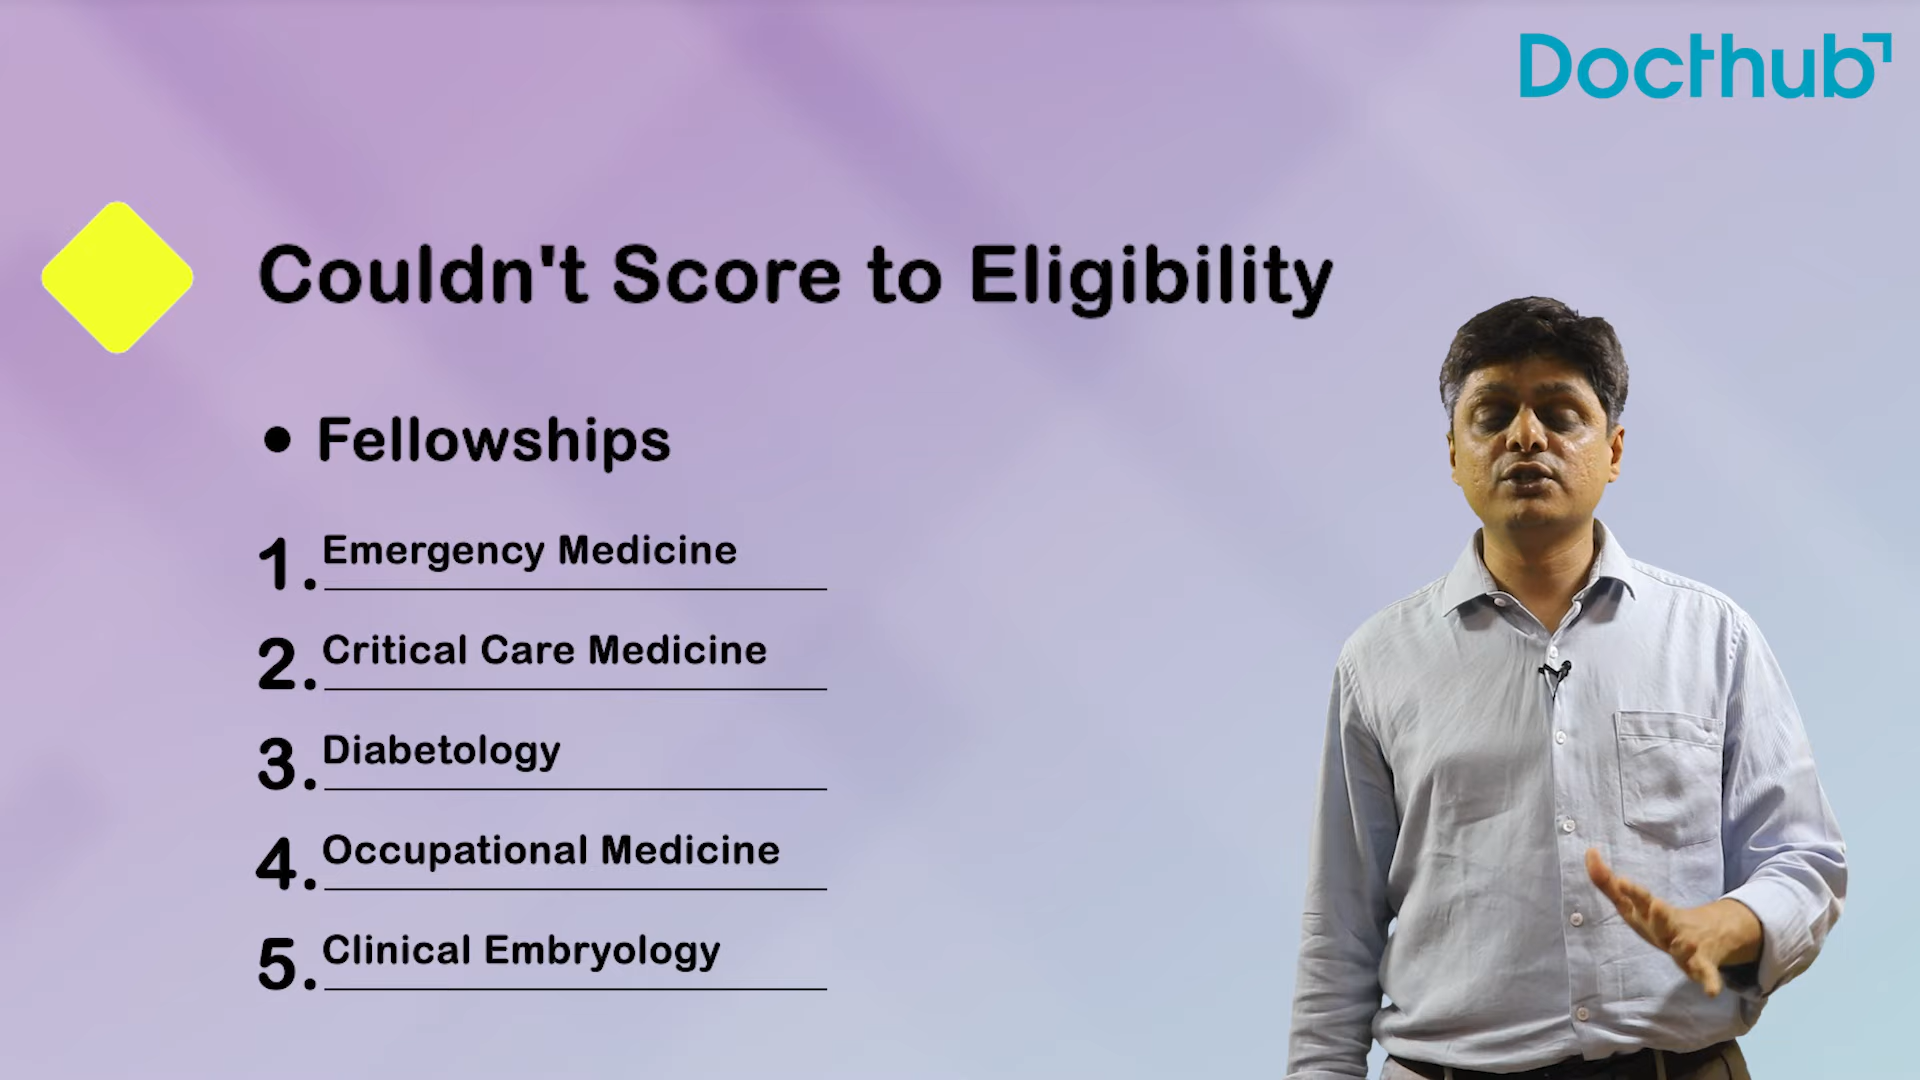 Docthub
Couldn't Score to Eligibility
• Fellowships
1. Emergency Medicine
2. Critical Care Medicine
3. Diabetology
4. Occupational Medicine
5. Clinical Embryology